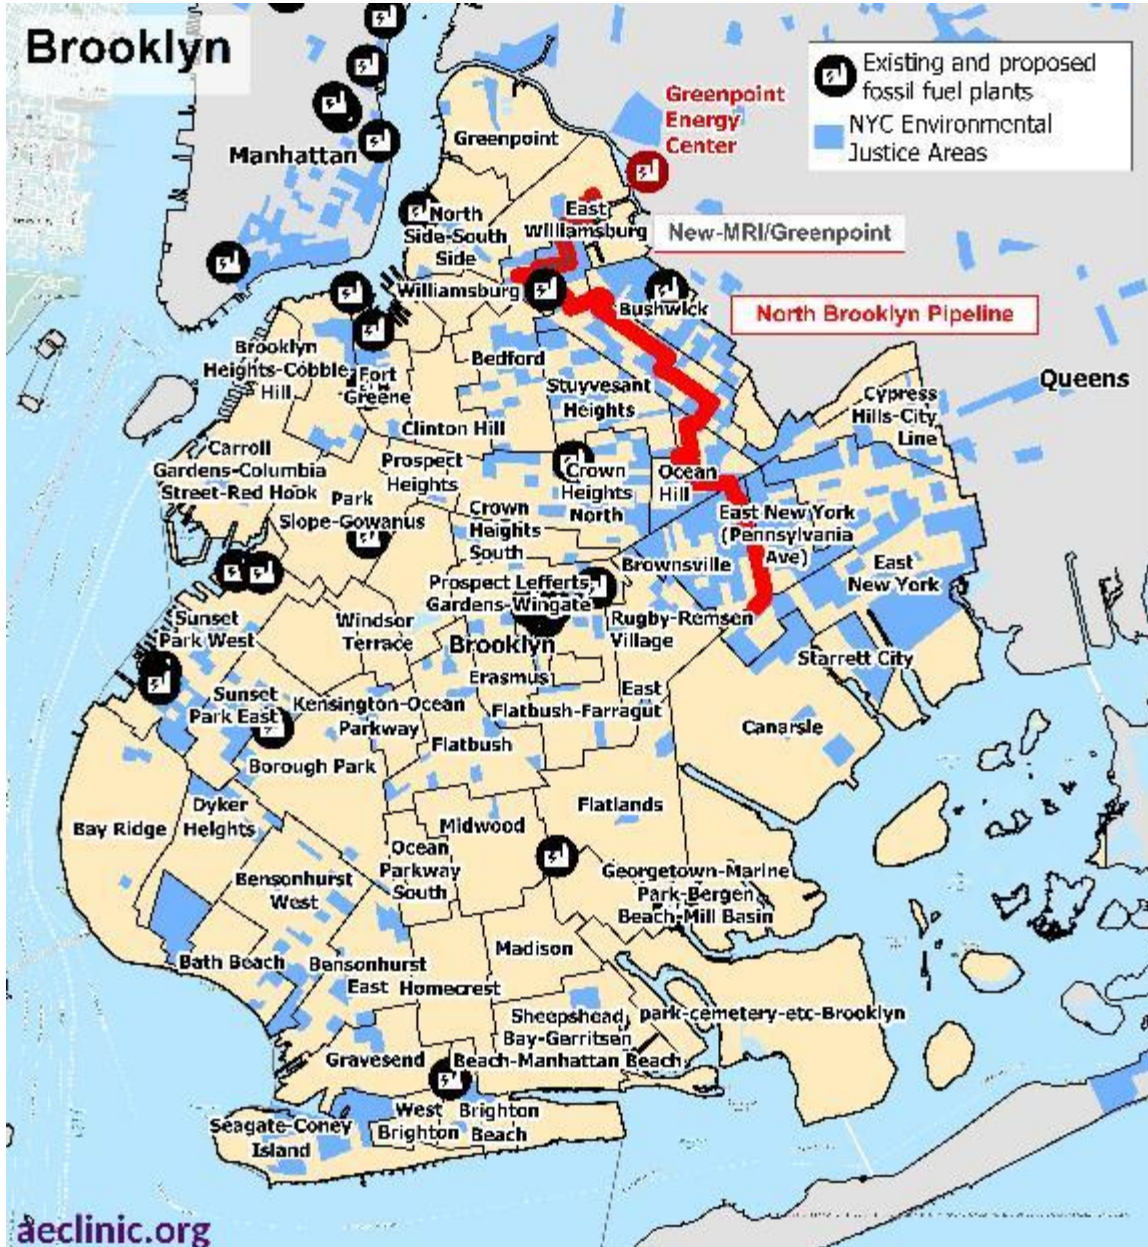 Brooklyn
Existing and proposed
fossil fuel plants
NYC Environmental
Justice Areas
Greenpoint
Energy
Center
Greenpoint
Manhattan
North
Side-South
Side
East
Williamsburg
New-MRI/Greenpoint
Williamsburg
Bushwick
North Brooklyn Pipeline
Brooklyn
Heights-Cobble
Hill
Fort
Greene
Bedford
Stuyvesant
Heights
Queens
Cypress
Hills-City
Line
Clinton Hill
Carroll
Gardens-Columbia
Street-Red Hook
Prospect
Heights
Park
Slope-Gowanus
Crown
Heights
North
Crown
Heights
South
Ocean
Hill
East New York
(Pennsylvania
Ave)
Brownsville
East
New York
Prospect Lefferts
Gardens-Wingate
Rugby-Remsen
Village
Sunset
Park West
Windsor
Terrace
Brooklyn
Erasmus
Starrett City
Sunset
Park East
Kensington-Ocean
Parkway
East
Flatbush-Farragut
Flatbush
Canarsie
Borough Park
Bay Ridge
Dyker
Heights
Midwood
Flatlands
Ocean
Parkway
South
Bensonhurst
West
Georgetown-Marine
Park-Bergen
Beach-Mill Basin
Bath Beach
Bensonhurst
East
Madison
Homecrest
Sheepshead
Bay-Gerritsen
Beach-Manhattan Beach
park-cemetery-etc-Brooklyn
Gravesend
West
Brighton
Brighton
Beach
Seagate-Coney
Island
aeclinic.org